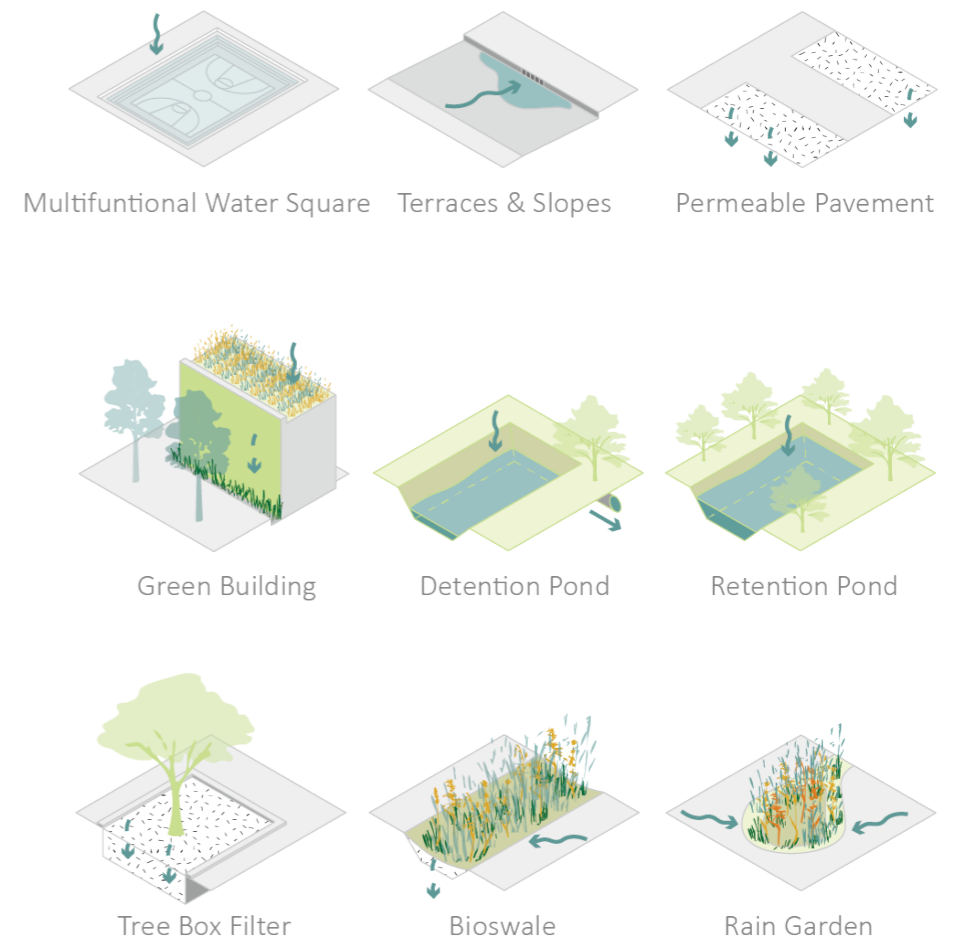 Multifuntional Water Square Terraces & Slopes Permeable Pavement
Green Building Detention Pond Retention Pond
Tree Box Filter Bioswale Rain Garden